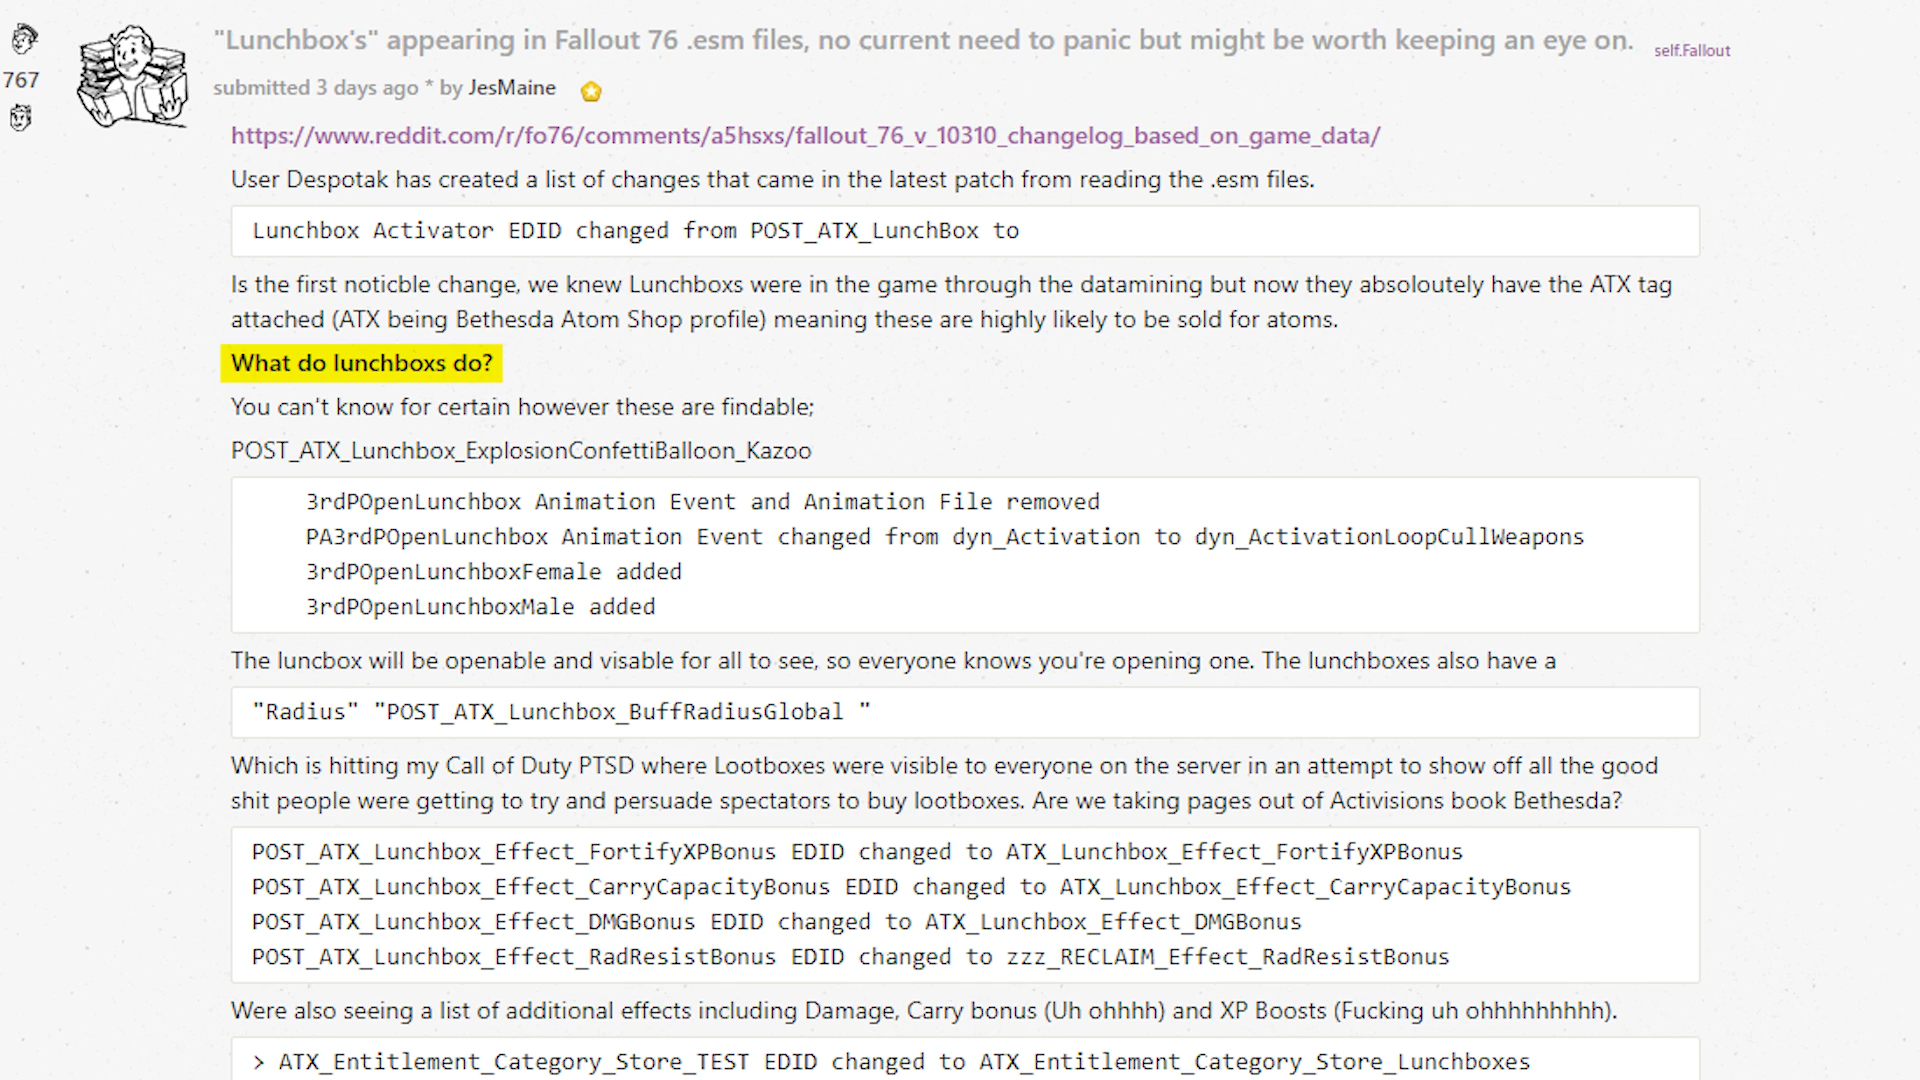 "Lunchbox's" appearing in Fallout 76 .esm files, no current need to panic but might be worth keeping an eye on. self.Fallout
767
submitted 3 days ago * by JesMaine
https://www.reddit.com/r/fo76/comments/a5hsxs/fallout_76_v_10310_changelog_based_on_game_data/
User Despotak has created a list of changes that came in the latest patch from reading the .esm files.
Lunchbox Activator EDID changed from POST_ATX_LunchBox to
Is the first noticble change, we knew Lunchboxs were in the game through the datamining but now they absoloutely have the ATX tag
attached (ATX being Bethesda Atom Shop profile) meaning these are highly likely to be sold for atoms.
What do lunchboxs do?
You can't know for certain however these are findable;
POST_ATX_Lunchbox_ExplosionConfettiBalloon_Kazoo
3rdPOpenLunchbox Animation Event and Animation File removed
PA3rdPOpenLunchbox Animation Event changed from dyn_Activation to dyn_ActivationLoopCullWeapons
3rdPOpenLunchboxFemale added
3rdPOpenLunchboxMale added
The luncbox will be openable and visable for all to see, so everyone knows you're opening one. The lunchboxes also have a
"Radius" "POST_ATX_Lunchbox_BuffRadiusGlobal "
Which is hitting my Call of Duty PTSD where Lootboxes were visible to everyone on the server in an attempt to show off all the good
shit people were getting to try and persuade spectators to buy lootboxes. Are we taking pages out of Activisions book Bethesda?
POST_ATX_Lunchbox_Effect_FortifyXPBonus EDID changed to ATX_Lunchbox_Effect_FortifyXPBonus
POST_ATX_Lunchbox_Effect_CarryCapacityBonus EDID changed to ATX_Lunchbox_Effect_CarryCapacityBonus
POST_ATX_Lunchbox_Effect_DMGBonus EDID changed to ATX_Lunchbox_Effect_DMGBonus
POST_ATX_Lunchbox_Effect_RadResistBonus EDID changed to zzz_RECLAIM_Effect_RadResistBonus
Were also seeing a list of additional effects including Damage, Carry bonus (Uh ohhhh) and XP Boosts (Fucking uh ohhhhhhhhhh).
> ATX_Entitlement_Category_Store_TEST EDID changed to ATX_Entitlement_Category_Store_Lunchboxes